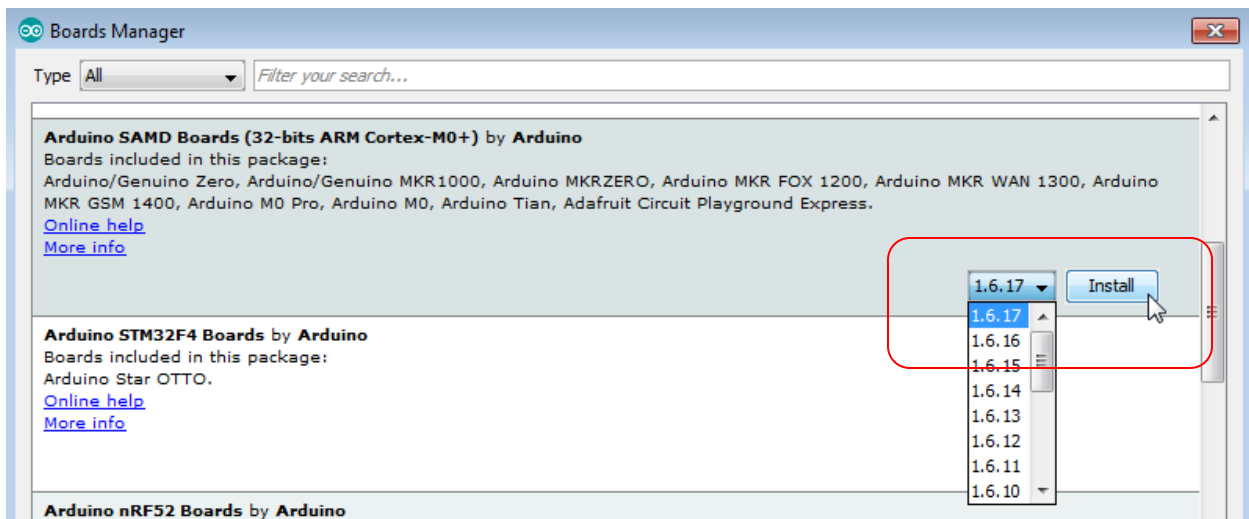 Boards Manager
Type All Filter your search...
Arduino SAMD Boards (32-bits ARM Cortex-M0+) by Arduino
Boards included in this package:
Arduino/Genuino Zero, Arduino/Genuino MKR1000, Arduino MKRZERO, Arduino MKR FOX 1200, Arduino MKR WAN 1300, Arduino
MKR GSM 1400, Arduino M0 Pro, Arduino M0, Arduino Tian, Adafruit Circuit Playground Express.
Online help
More info
1.6.17 Install
1.6.17
1.6.16
1.6.15
1.6.14
1.6.13
1.6.12
1.6.11
1.6.10
Arduino STM32F4 Boards by Arduino
Boards included in this package:
Arduino Star OTTO.
Online help
More info
Arduino nRF52 Boards by Arduino